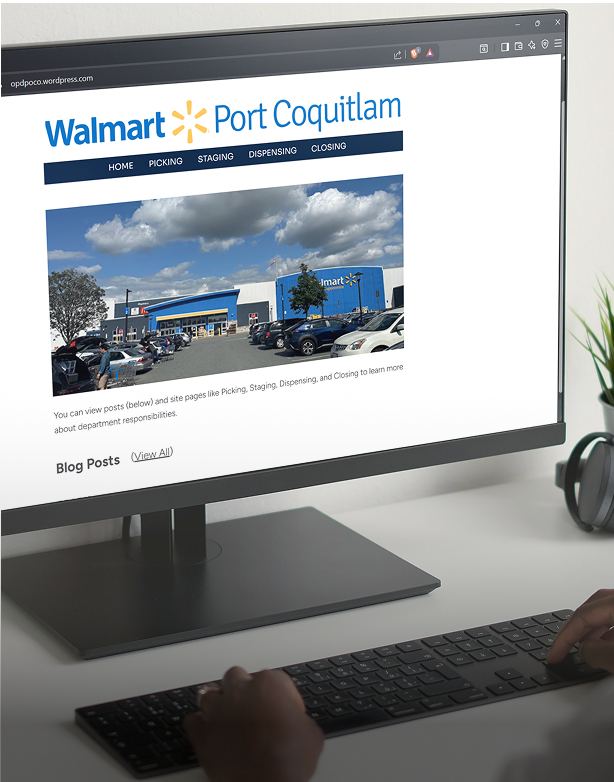 opdpoco.wordpress.com
Walmart Port Coquitlam
HOME PICKING STAGING DISPENSING CLOSING
You can view posts (below) and site pages like Picking, Staging, Dispensing, and Closing to learn more
about department responsibilities.
Blog Posts (View All)